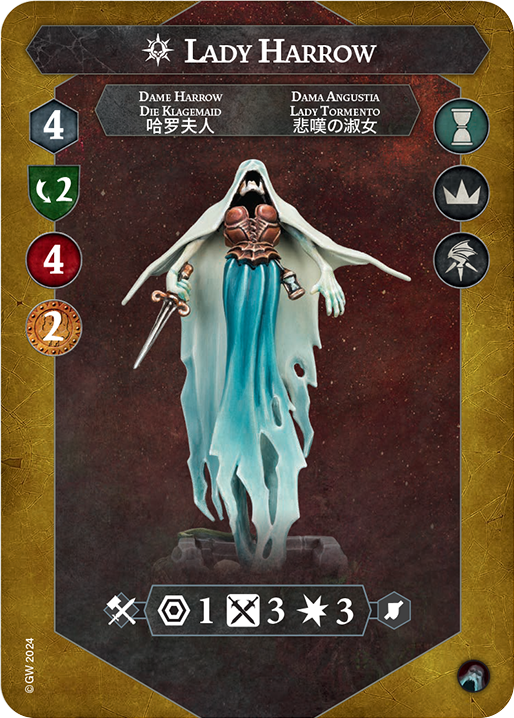 LADY HARROW
DAME HARROW
DIE KLAGEMAID
哈罗夫人
DAMA ANGUSTIA
LADY TORMENTO
悲嘆の淑女
4
2
4
2
1 3 3
©GW 2024